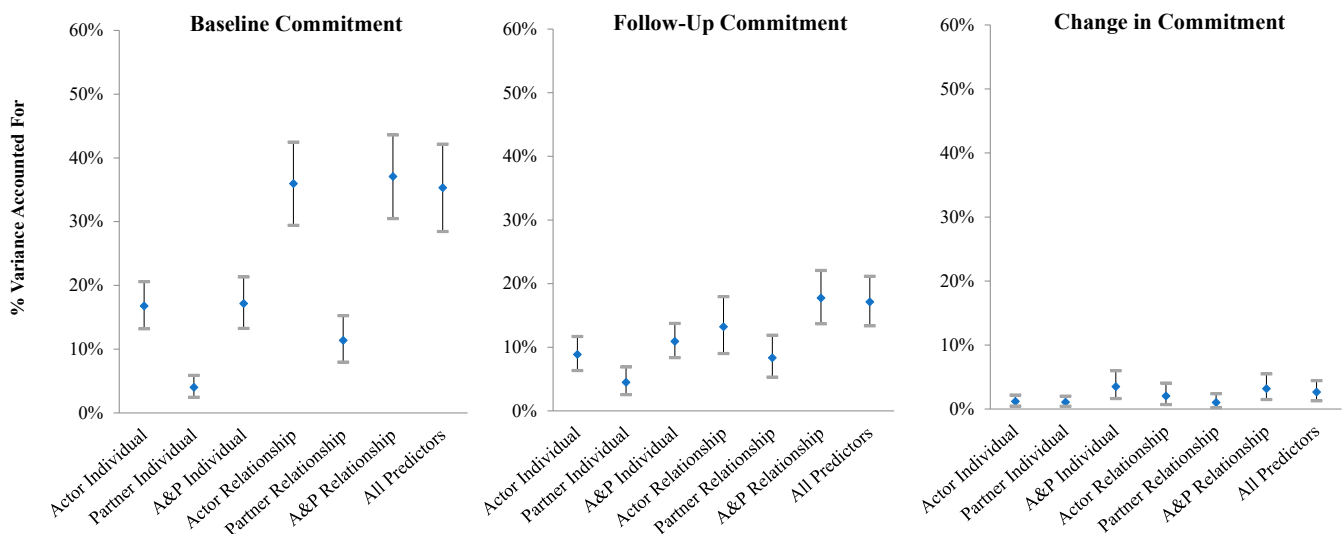 % Variance Accounted For
Baseline Commitment
60%
50%
40%
30%
20%
10%
0%
Actor Individual
Partner Individual
A&P Individual
Actor Relationship
Partner Relationship
A&P Relationship
All Predictors
Follow-Up Commitment
60%
50%
40%
30%
20%
10%
0%
Actor Individual
Partner Individual
A&P Individual
Actor Relationship
Partner Relationship
A&P Relationship
All Predictors
Change in Commitment
60%
50%
40%
30%
20%
10%
0%
Actor Individual
Partner Individual
A&P Individual
Actor Relationship
Partner Relationship
A&P Relationship
All Predictors